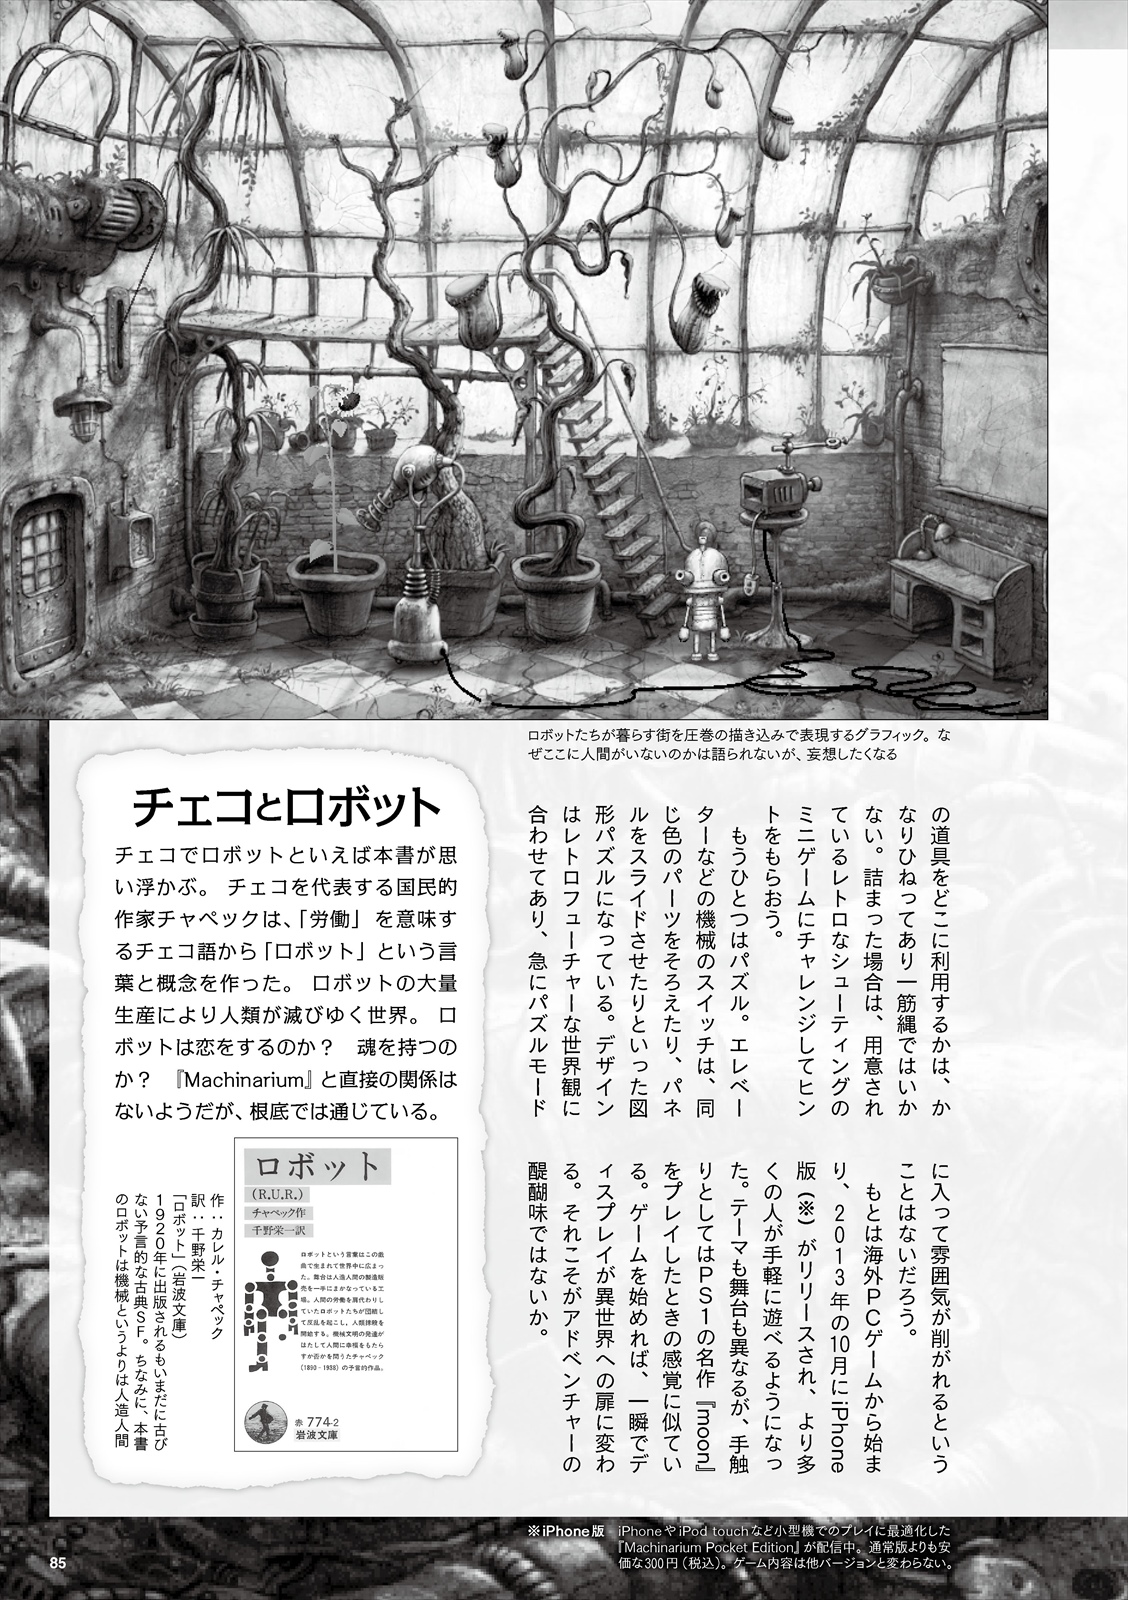 ロボットたちが暮らす街を圧巻の描き込みで表現するグラフィック。な
ぜここに人間がいないのかは語られないが、妄想したくなる
の道具をどこに利用するかは、か
なりひねってあり一筋縄ではいか
ない。詰まった場合は、用意され
ているレトロなシューティングの
ミニゲームにチャレンジしてヒン
トをもらおう。
もうひとつはパズル。エレベー
ターなどの機械のスイッチは、同
じ色のパーツをそろえたり、パネ
ルをスライドさせたりといった図
形パズルになっている。デザイン
はレトロフューチャーな世界観に
合わせてあり、急にパズルモード
に入って雰囲気が削がれるという
ことはないだろう。
もとは海外PCゲームから始ま
り、2013年の10月にiPhone
版(※)がリリースされ、より多
くの人が手軽に遊べるようになっ
た。テーマも舞台も異なるが、手触
りとしてはPS1の名作『moon』
をプレイしたときの感覚に似てい
る。ゲームを始めれば、一瞬でデ
ィスプレイが異世界への扉に変わ
る。それこそがアドベンチャーの
醍醐味ではないか。
チェコとロボット
チェコでロボットといえば本書が思
い浮かぶ。チェコを代表する国民的
作家チャペックは、「労働」を意味す
るチェコ語から「ロボット」という言
葉と概念を作った。ロボットの大量
生産により人類が滅びゆく世界。ロ
ボットは恋をするのか？　魂を持つの
か？　『Machinarium』と直接の関係は
ないようだが、根底では通じている。
作：カレル・チャペック
訳：千野栄一
「ロボット」（岩波文庫）
1920年に出版されるもいまだに古び
ない予言的な古典SF。ちなみに、本書
のロボットは機械というよりは人造人間
ロボット
(R.U.R.)
チャペック作
千野栄一訳
ロボットという言葉はこの戯
曲で生まれて世界中に広まっ
た。舞台は人造人間の製造販
売を一手にまかなっている工
場。人間の労働を肩代わりし
ていたロボットたちが団結し
て反乱を起こし、人類抹殺を
開始する。機械文明の発達が
はたして人間に幸福をもたら
すか否かを問うたチャペック
(1890-1938)の予言的作品。
赤 774-2
岩波文庫
※iPhone版　iPhoneやiPod touchなど小型機でのプレイに最適化した
『Machinarium Pocket Edition』が配信中。通常版よりも安
価な300円（税込）。ゲーム内容は他バージョンと変わらない。
85